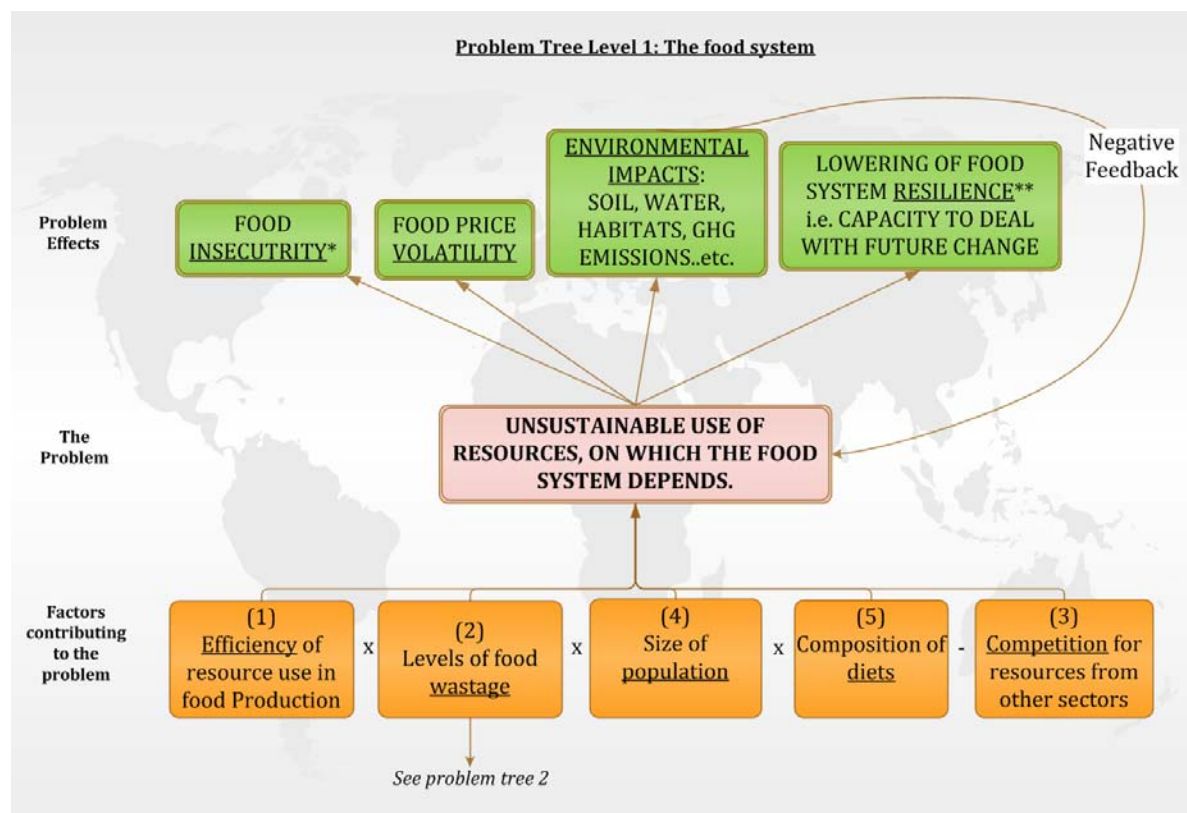 Problem Tree Level 1: The food system
Negative
Feedback
Problem
Effects
FOOD
INSECUTRITY*
FOOD PRICE
VOLATILITY
ENVIRONMENTAL
IMPACTS:
SOIL, WATER,
HABITATS, GHG
EMISSIONS..etc.
LOWERING OF FOOD
SYSTEM RESILIENCE**
i.e. CAPACITY TO DEAL
WITH FUTURE CHANGE
The
Problem
UNSUSTAINABLE USE OF
RESOURCES, ON WHICH THE FOOD
SYSTEM DEPENDS.
Factors
contributing
to the
problem
(1)
Efficiency of
resource use in
food Production
x
(2)
Levels of food
wastage
x
(4)
Size of
population
x
(5)
Composition of
diets
-
(3)
Competition for
resources from
other sectors
See problem tree 2